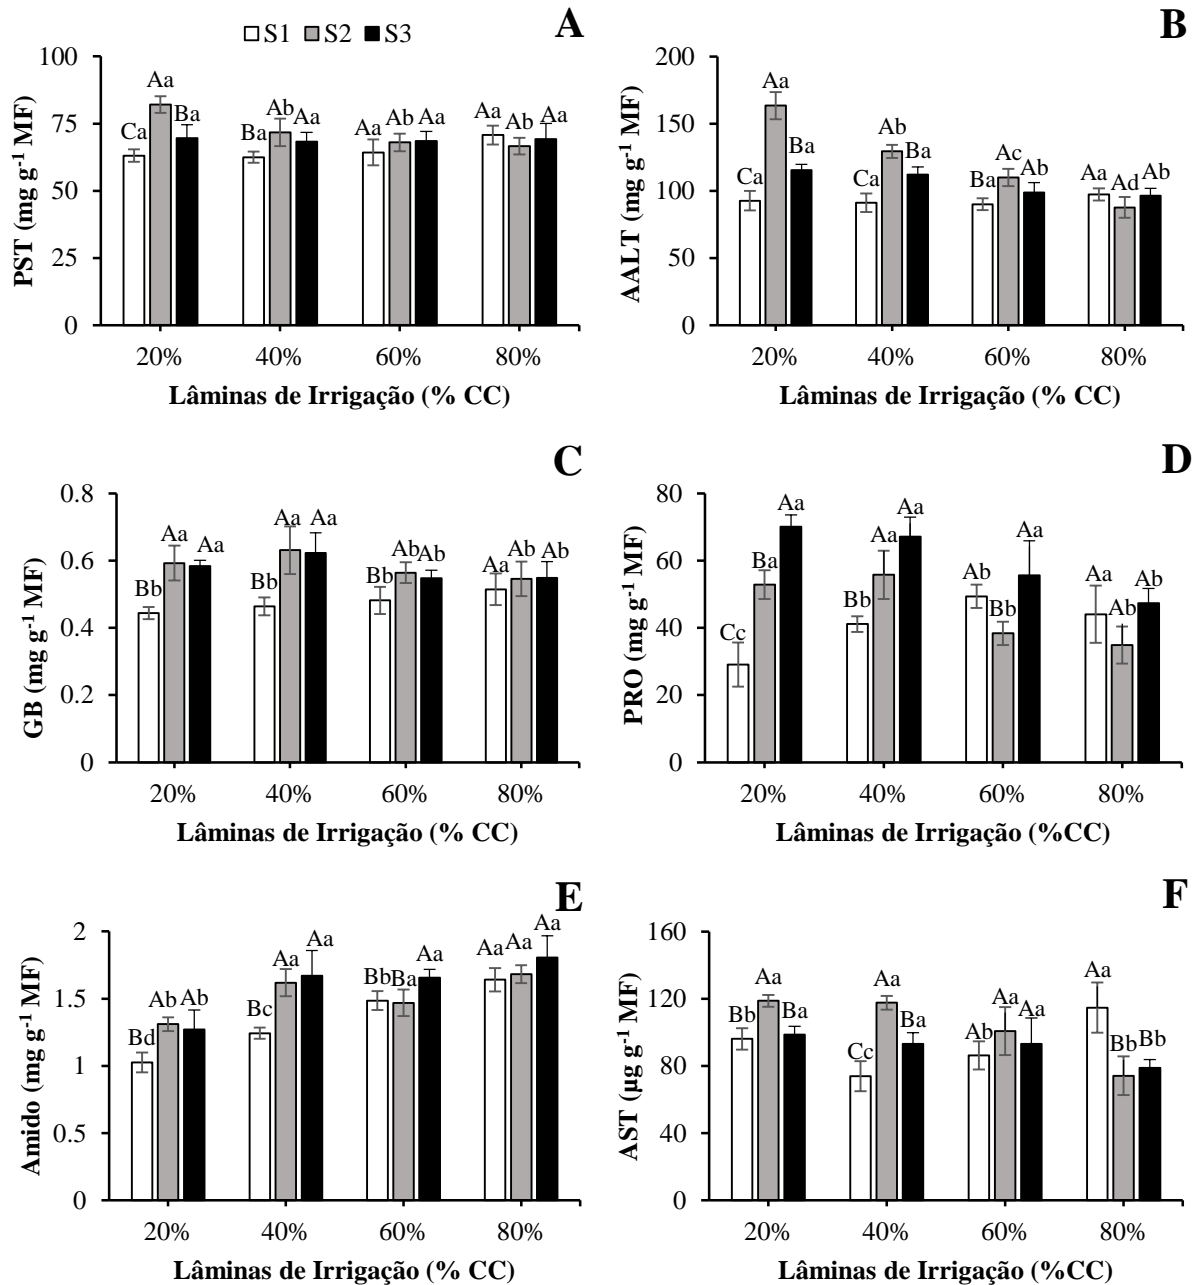 A
S1 S2 S3
PST (mg g⁻¹ MF)
100
75
50
25
0
Ca Aa Ba
Ba Ab Aa
Aa Ab Aa
Aa Ab Aa
20% 40% 60% 80%
Lâminas de Irrigação (% CC)
B
AALT (mg g⁻¹ MF)
200
150
100
50
0
Ca Aa Ba
Ca Ab Ba
Ba Ac Ab
Aa Ad Ab
20% 40% 60% 80%
Lâminas de Irrigação (% CC)
C
GB (mg g⁻¹ MF)
0.8
0.6
0.4
0.2
0
Bb Aa Aa
Bb Aa Aa
Bb Ab Ab
Aa Ab Ab
20% 40% 60% 80%
Lâminas de Irrigação (% CC)
D
PRO (mg g⁻¹ MF)
80
60
40
20
0
Cc Ba Aa
Bb Aa Aa
Ab Bb Aa
Aa Ab Ab
20% 40% 60% 80%
Lâminas de Irrigação (%CC)
E
Amido (mg g⁻¹ MF)
2
1.5
1
0.5
0
Bd Ab Ab
Bc Aa Aa
Bb Ba Aa
Aa Aa Aa
20% 40% 60% 80%
Lâminas de Irrigação (% CC)
F
AST (µg g⁻¹ MF)
160
120
80
40
0
Bb Aa Ba
Cc Aa Ba
Ab Aa Aa
Aa Bb Bb
20% 40% 60% 80%
Lâminas de Irrigação (%CC)